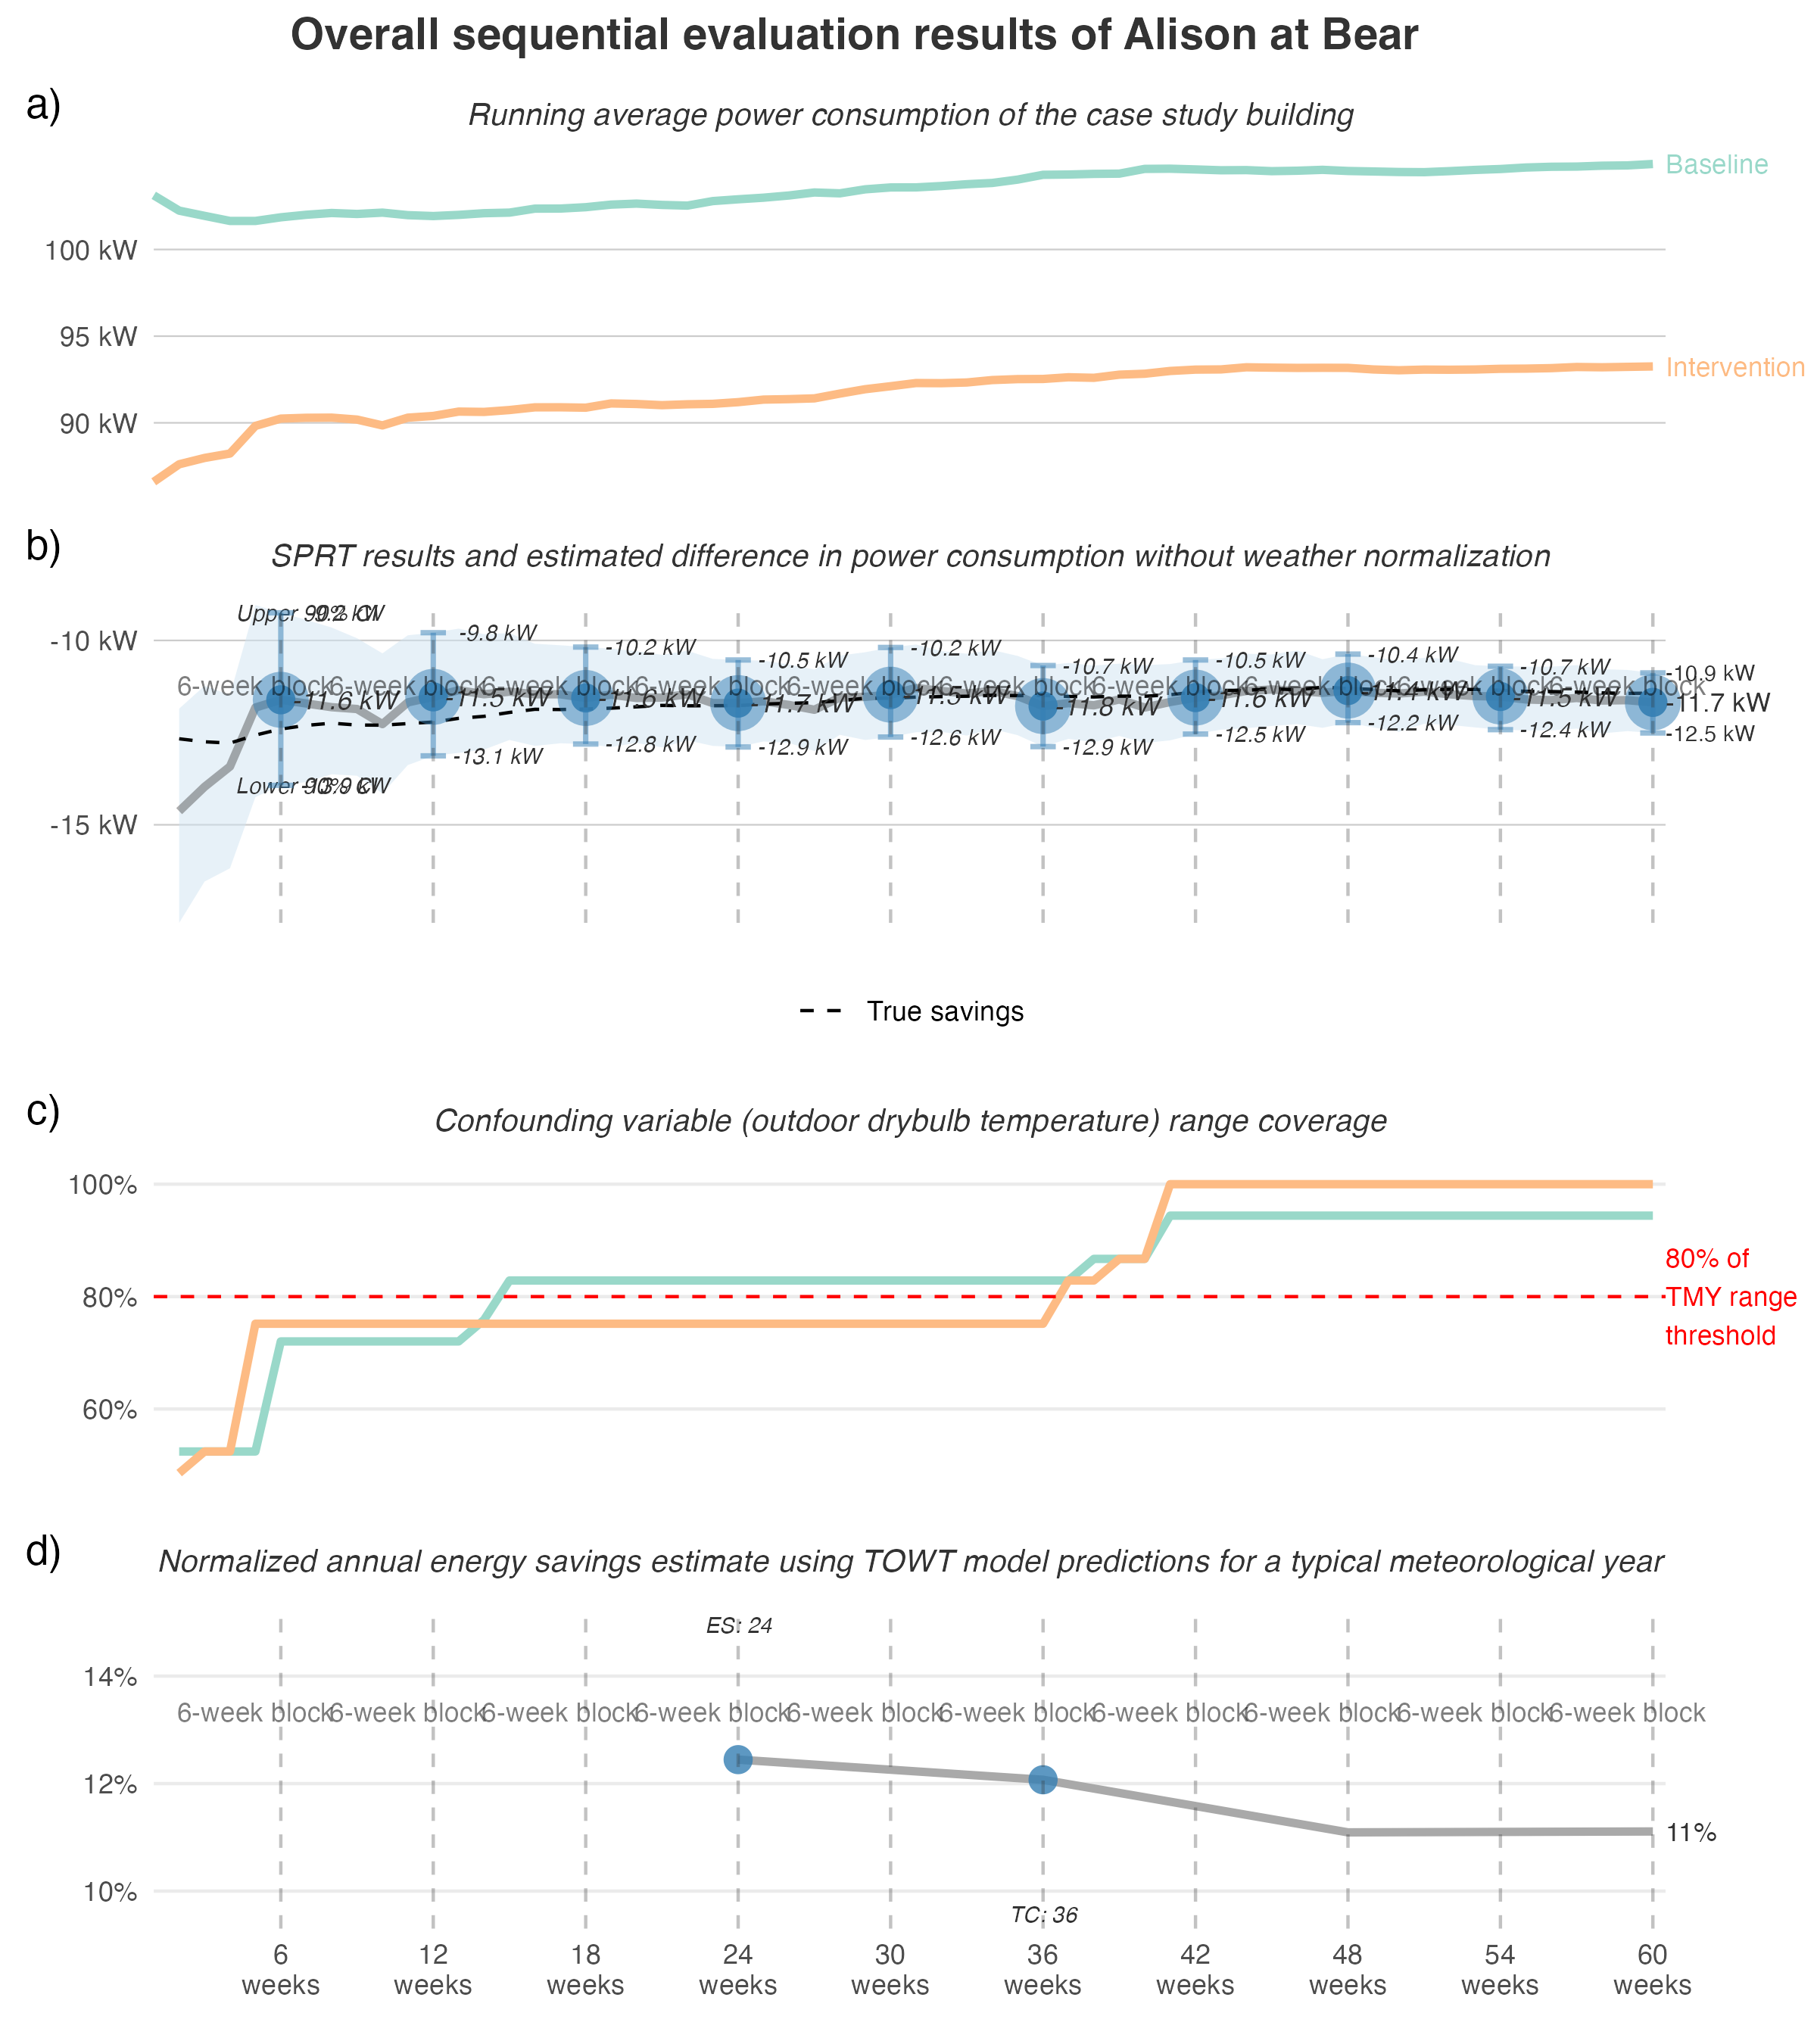 Overall sequential evaluation results of Alison at Bear
a)
Running average power consumption of the case study building
Baseline
100 kW
95 kW
Intervention
90 kW
b)
SPRT results and estimated difference in power consumption without weather normalization
Upper 90% CI -9.2 kW
-9.8 kW
-10.2 kW
-10.5 kW
-10.2 kW
-10.7 kW
-10.5 kW
-10.4 kW
-10.7 kW
-10.9 kW
-10 kW
6-week block 6-week block 6-week block 6-week block 6-week block 6-week block 6-week block 6-week block 6-week block 6-week block
-11.6 kW -11.5 kW -11.6 kW -11.7 kW -11.5 kW -11.8 kW -11.6 kW -11.4 kW -11.5 kW -11.7 kW
Lower 90% CI -13.9 kW
-13.1 kW
-12.8 kW
-12.9 kW
-12.6 kW
-12.9 kW
-12.5 kW
-12.2 kW
-12.4 kW
-12.5 kW
-15 kW
True savings
c)
Confounding variable (outdoor drybulb temperature) range coverage
100%
80%
60%
80% of
TMY range
threshold
d)
Normalized annual energy savings estimate using TOWT model predictions for a typical meteorological year
ES: 24
14%
6-week block 6-week block 6-week block 6-week block 6-week block 6-week block 6-week block 6-week block 6-week block 6-week block
12%
11%
10%
TC: 36
6 12 18 24 30 36 42 48 54 60
weeks weeks weeks weeks weeks weeks weeks weeks weeks weeks